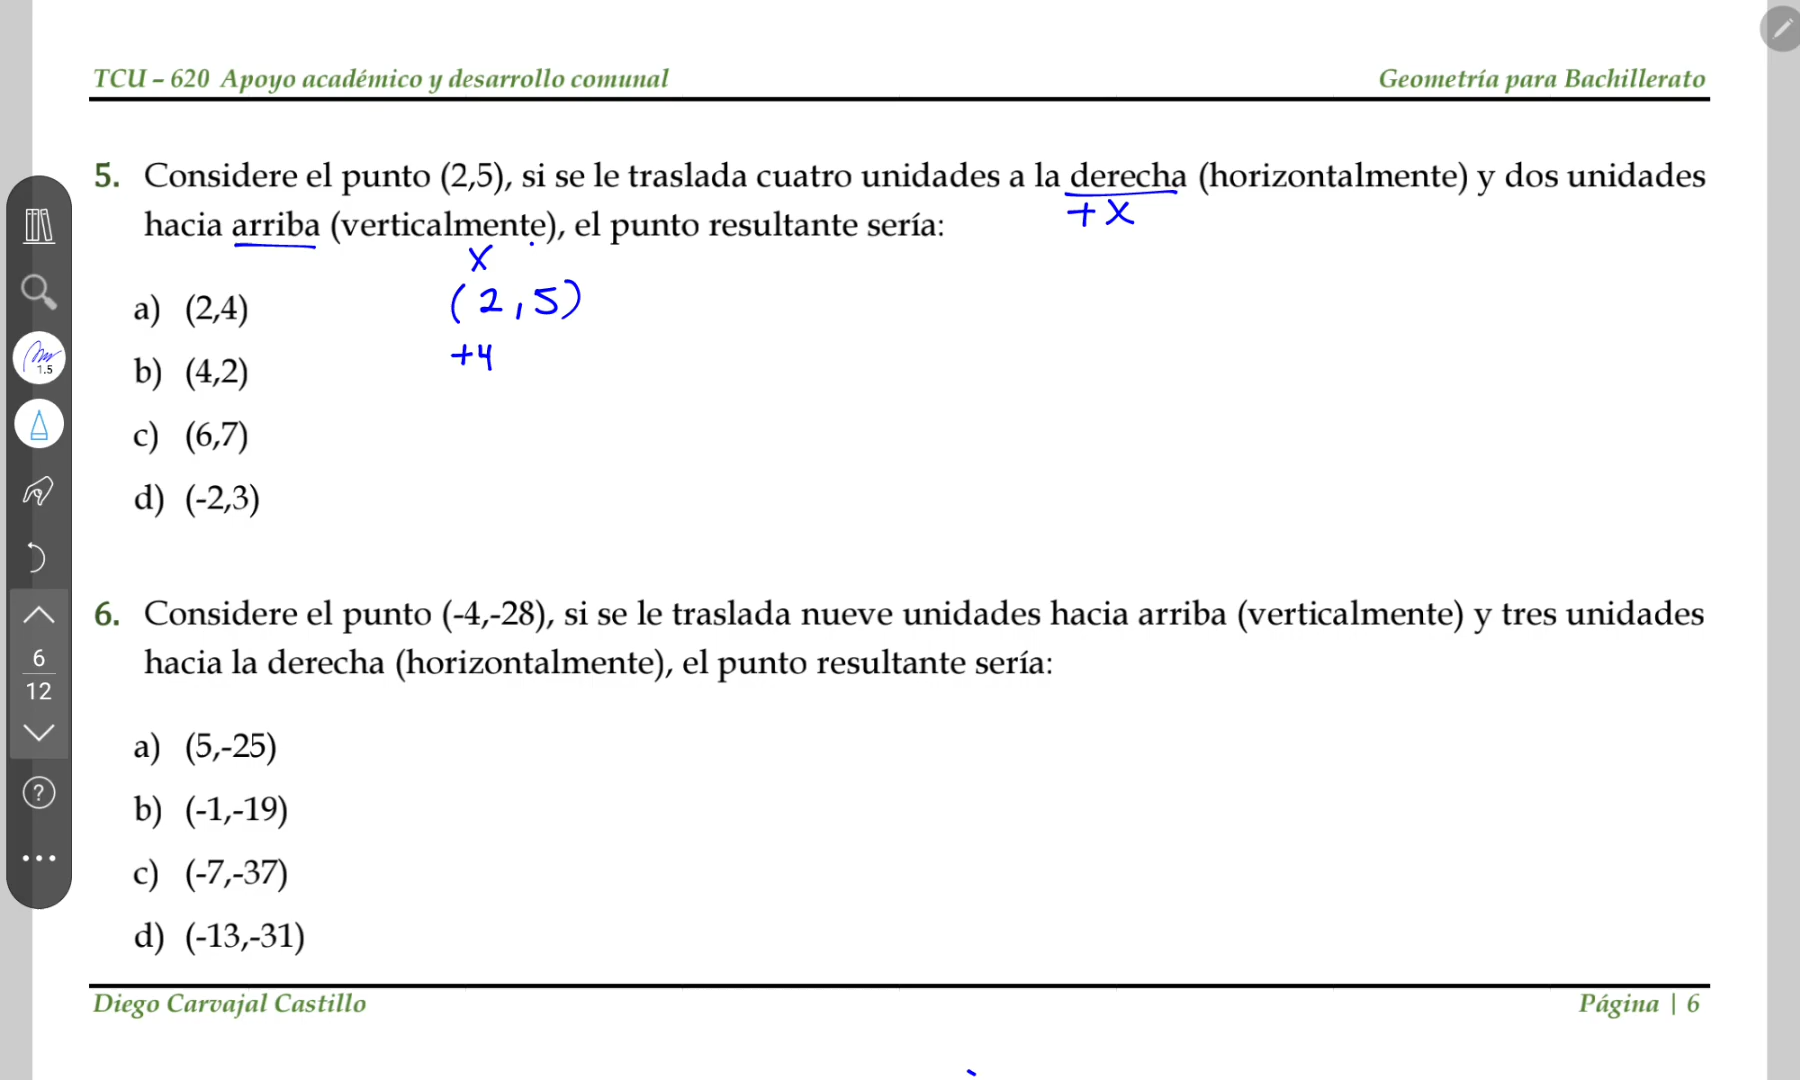 TCU – 620 Apoyo académico y desarrollo comunal
Geometría para Bachillerato
5. Considere el punto (2,5), si se le traslada cuatro unidades a la derecha (horizontalmente) y dos unidades
hacia arriba (verticalmente), el punto resultante sería:
+ X
X
(2,5)
+4
a) (2,4)
b) (4,2)
c) (6,7)
d) (-2,3)
1.5
6. Considere el punto (-4,-28), si se le traslada nueve unidades hacia arriba (verticalmente) y tres unidades
hacia la derecha (horizontalmente), el punto resultante sería:
6
12
a) (5,-25)
b) (-1,-19)
c) (-7,-37)
d) (-13,-31)
?
Diego Carvajal Castillo
Página | 6